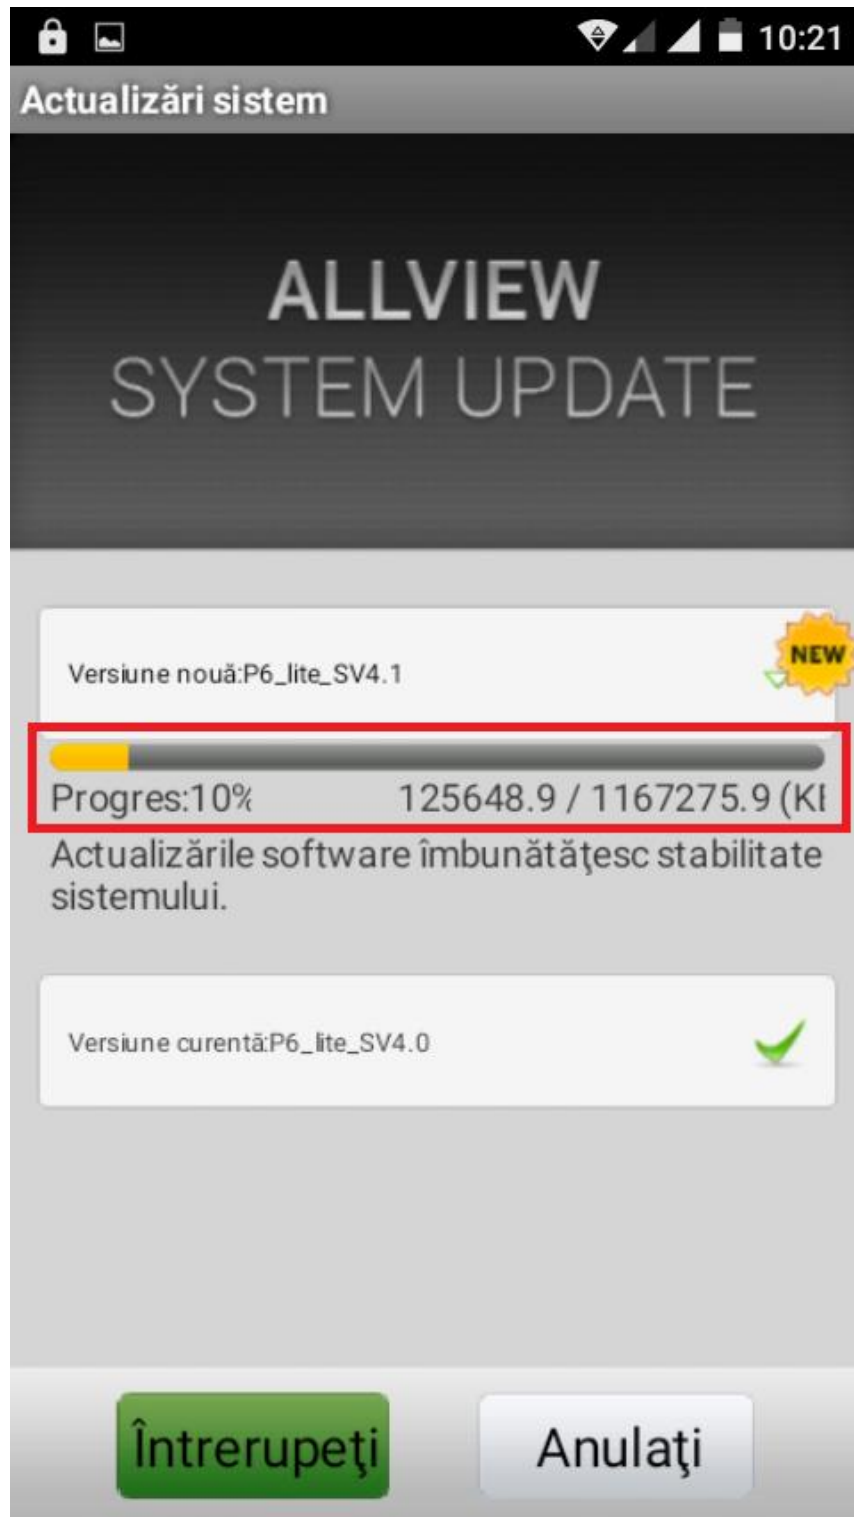 10:21
Actualizări sistem
ALLVIEW
SYSTEM UPDATE
Versiune nouă:P6_lite_SV4.1
NEW
Progres:10%
125648.9 / 1167275.9 (K
Actualizările software îmbunătăţesc stabilitate
sistemului.
Versiune curentă:P6_lite_SV4.0
Întrerupeţi
Anulaţi